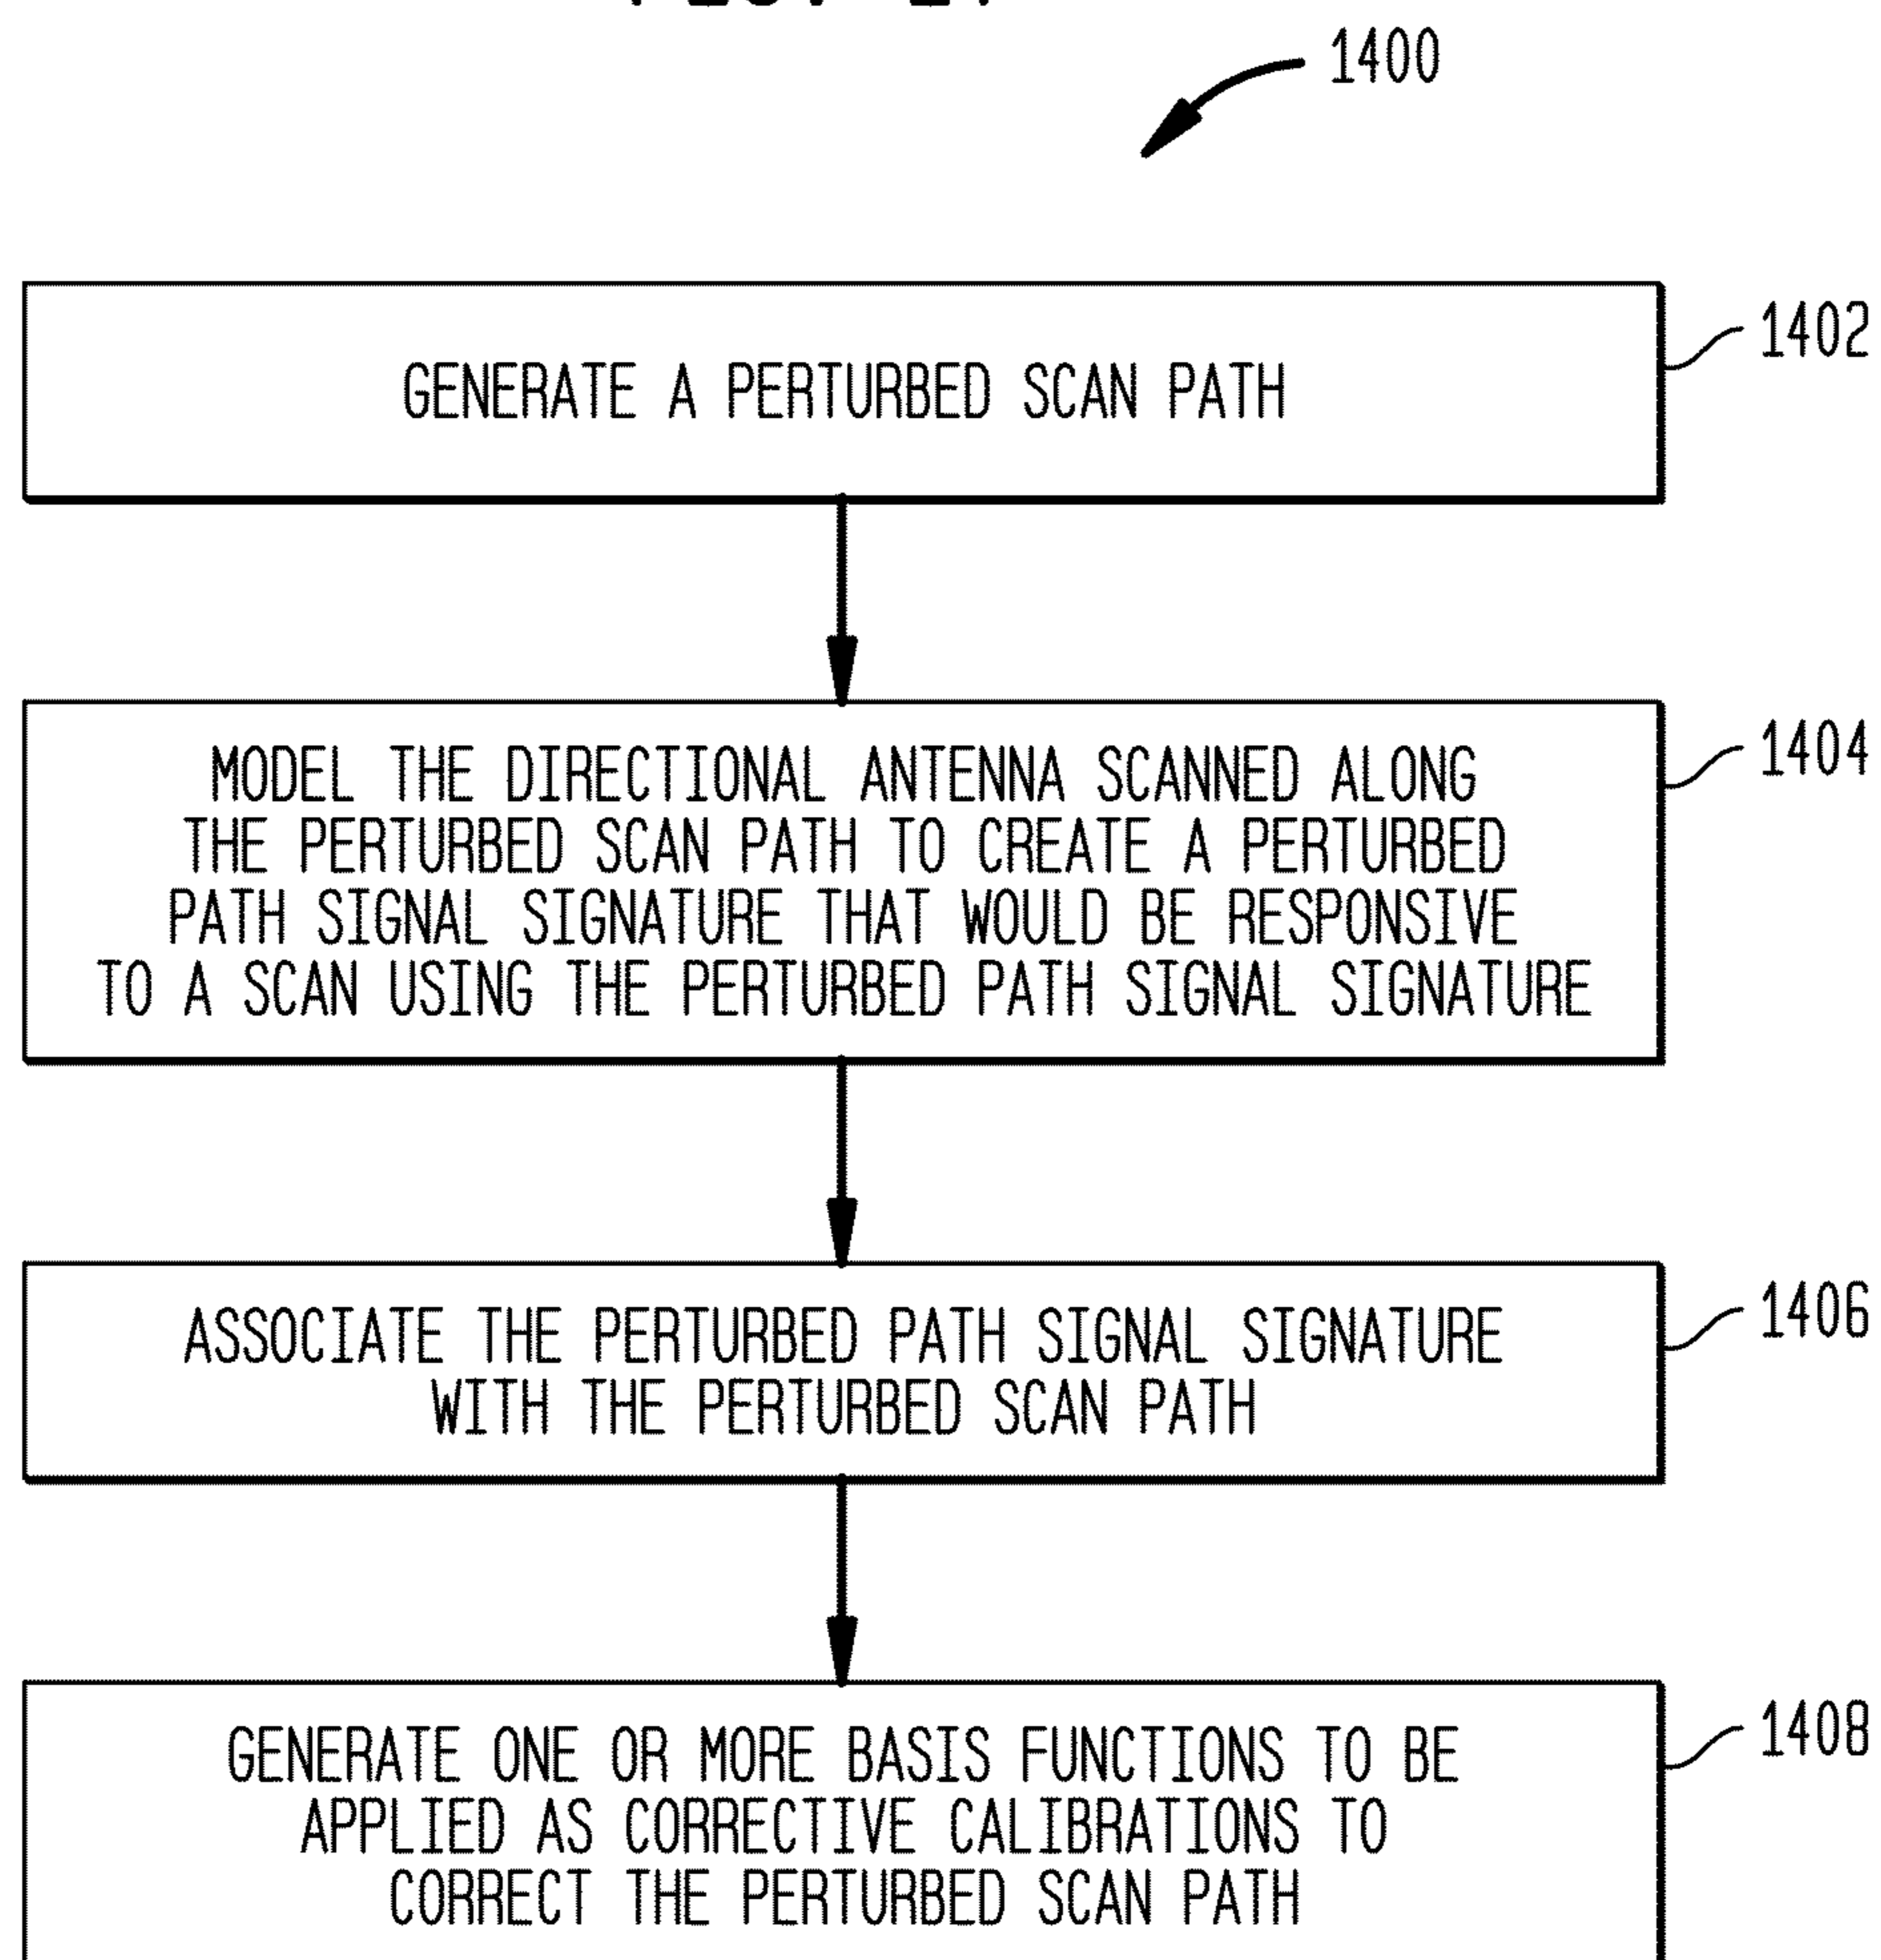 1400
GENERATE A PERTURBED SCAN PATH
1402
MODEL THE DIRECTIONAL ANTENNA SCANNED ALONG
THE PERTURBED SCAN PATH TO CREATE A PERTURBED
PATH SIGNAL SIGNATURE THAT WOULD BE RESPONSIVE
TO A SCAN USING THE PERTURBED PATH SIGNAL SIGNATURE
1404
ASSOCIATE THE PERTURBED PATH SIGNAL SIGNATURE
WITH THE PERTURBED SCAN PATH
1406
GENERATE ONE OR MORE BASIS FUNCTIONS TO BE
APPLIED AS CORRECTIVE CALIBRATIONS TO
CORRECT THE PERTURBED SCAN PATH
1408